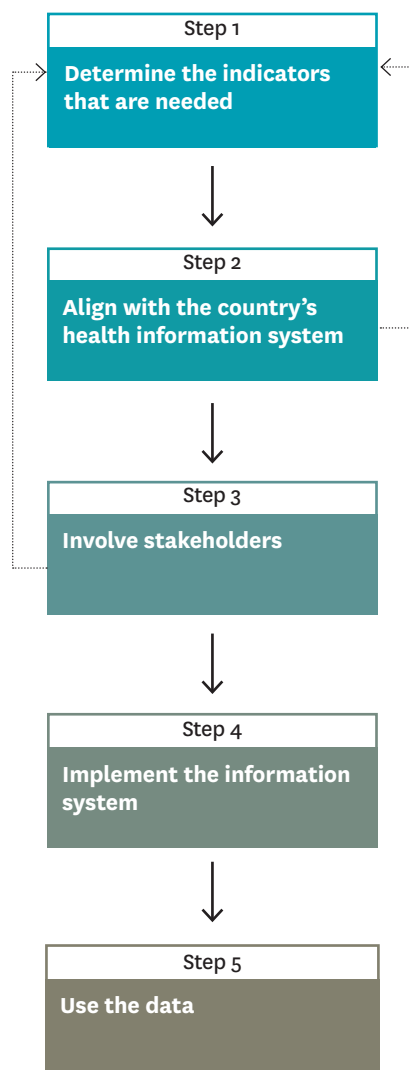 Step 1
Determine the indicators
that are needed
Step 2
Align with the country’s
health information system
Step 3
Involve stakeholders
Step 4
Implement the information
system
Step 5
Use the data